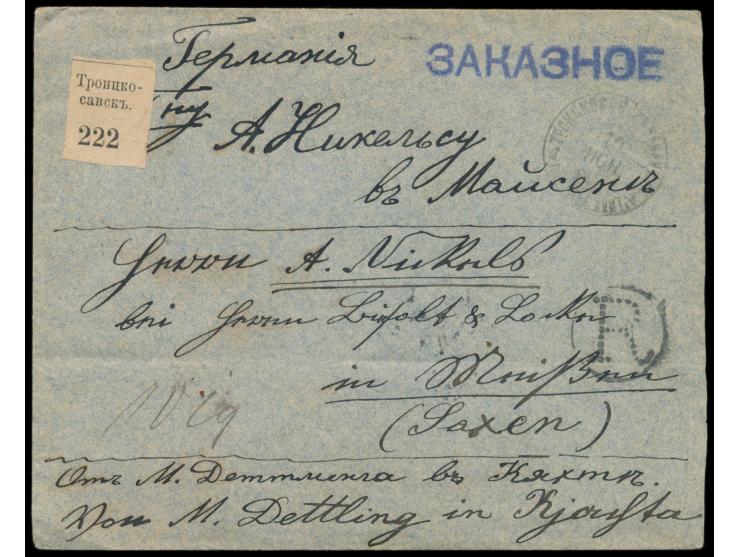 Германія
ЗАКАЗНОЕ
Троицко-
савскъ.
222
Гну А. Никельсу
въ Майсенъ
Herrn A. Nickels
bei Herrn & 
in Meißen
(Saxen)
Отъ М. Деттлинга въ Кяхтѣ.
Von M. Dettling in Kjachta
R